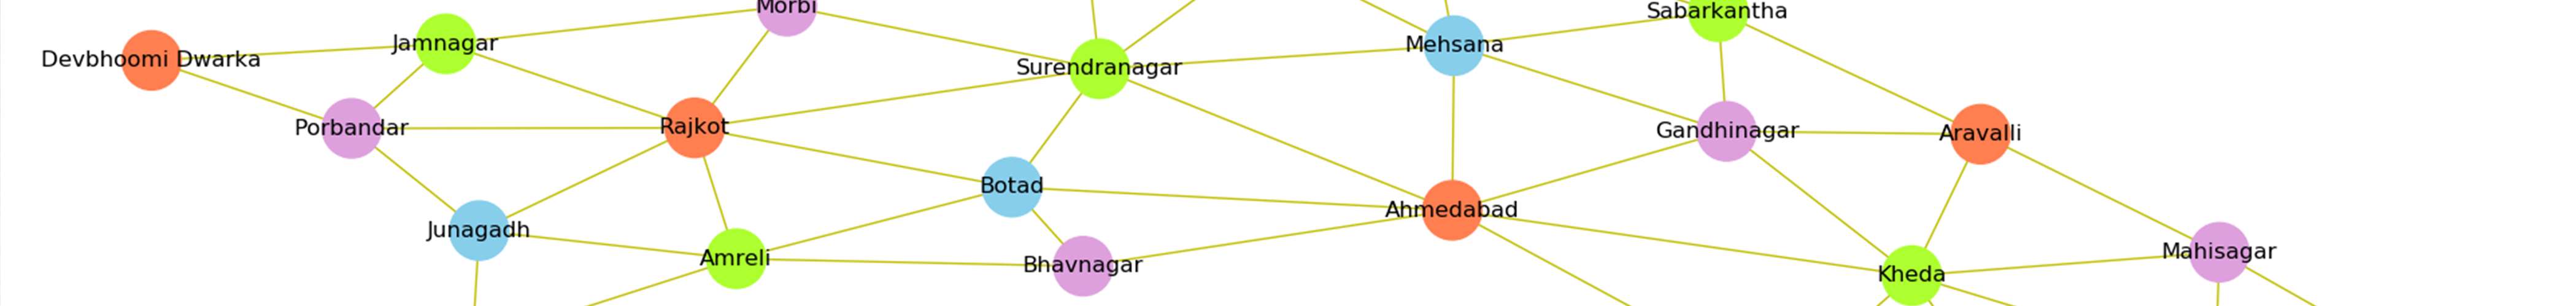 Morbi
Sabarkantha
Devbhoomi Dwarka
Jamnagar
Surendranagar
Mehsana
Porbandar
Rajkot
Gandhinagar
Aravalli
Botad
Ahmedabad
Junagadh
Amreli
Bhavnagar
Kheda
Mahisagar